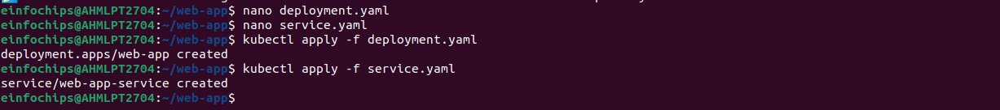 einfochips@AHMLPT2704:~/web-app$ nano deployment.yaml
einfochips@AHMLPT2704:~/web-app$ nano service.yaml
einfochips@AHMLPT2704:~/web-app$ kubectl apply -f deployment.yaml
deployment.apps/web-app created
einfochips@AHMLPT2704:~/web-app$ kubectl apply -f service.yaml
service/web-app-service created
einfochips@AHMLPT2704:~/web-app$